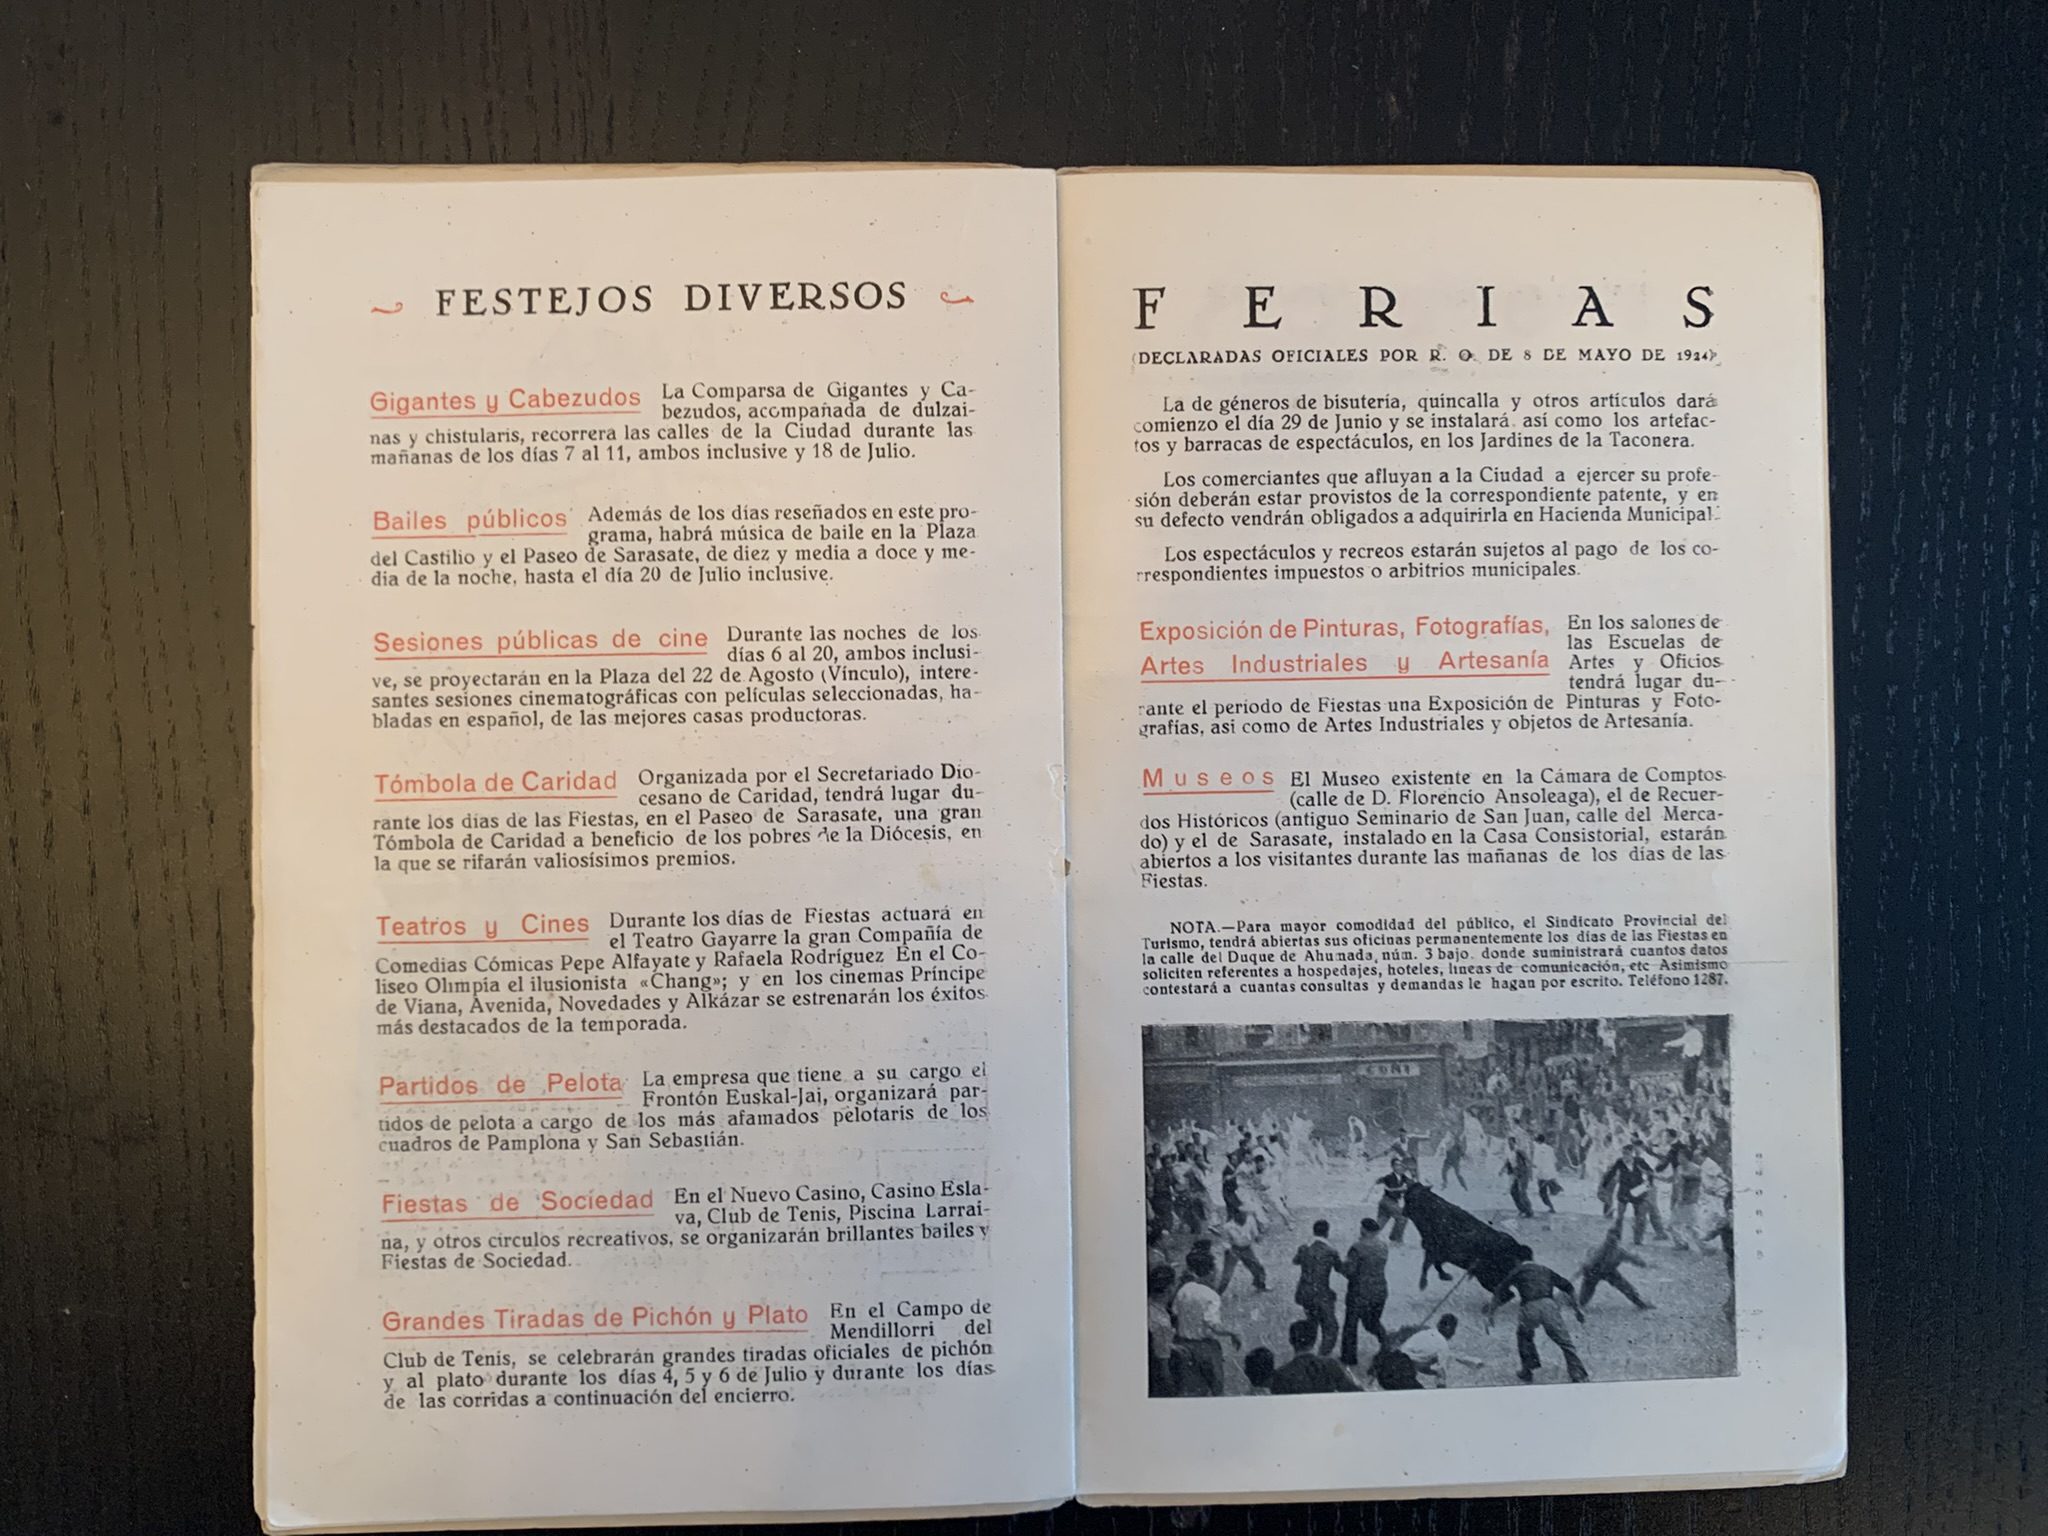 FESTEJOS DIVERSOS
Gigantes y Cabezudos La Comparsa de Gigantes y Ca-
bezudos, acompañada de dulzai-
nas y chistularis, recorrera las calles de la Ciudad durante las
mañanas de los días 7 al 11, ambos inclusive y 18 de Julio.
Bailes públicos Además de los días reseñados en este pro-
grama, habrá música de baile en la Plaza
del Castilio y el Paseo de Sarasate, de diez y media a doce y me-
dia de la noche, hasta el día 20 de Julio inclusive.
Sesiones públicas de cine Durante las noches de los
días 6 al 20, ambos inclusi-
ve, se proyectarán en la Plaza del 22 de Agosto (Vínculo), intere-
santes sesiones cinematográficas con películas seleccionadas, ha-
bladas en español, de las mejores casas productoras.
Tómbola de Caridad Organizada por el Secretariado Dio-
cesano de Caridad, tendrá lugar du-
rante los días de las Fiestas, en el Paseo de Sarasate, una gran
Tómbola de Caridad a beneficio de los pobres de la Diócesis, en
la que se rifarán valiosísimos premios.
Teatros y Cines Durante los días de Fiestas actuará en
el Teatro Gayarre la gran Compañía de
Comedias Cómicas Pepe Alfayate y Rafaela Rodríguez En el Co-
liseo Olimpia el ilusionista «Chang»; y en los cinemas Príncipe
de Viana, Avenida, Novedades y Alkázar se estrenarán los éxitos
más destacados de la temporada.
Partidos de Pelota La empresa que tiene a su cargo el
Frontón Euskal-Jai, organizará par-
tidos de pelota a cargo de los más afamados pelotaris de los
cuadros de Pamplona y San Sebastián.
Fiestas de Sociedad En el Nuevo Casino, Casino Esla-
va, Club de Tenis, Piscina Larrai-
na, y otros circulos recreativos, se organizarán brillantes bailes y
Fiestas de Sociedad.
Grandes Tiradas de Pichón y Plato En el Campo de
Mendillorri del
Club de Tenis, se celebrarán grandes tiradas oficiales de pichón
y al plato durante los días 4, 5 y 6 de Julio y durante los días
de las corridas a continuación del encierro.
FERIAS
(DECLARADAS OFICIALES POR R. O. DE 8 DE MAYO DE 1924)
La de géneros de bisutería, quincalla y otros artículos dará
comienzo el día 29 de Junio y se instalará así como los artefac-
tos y barracas de espectáculos, en los Jardines de la Taconera.
Los comerciantes que afluyan a la Ciudad a ejercer su profe-
sión deberán estar provistos de la correspondiente patente, y en
su defecto vendrán obligados a adquirirla en Hacienda Municipal.
Los espectáculos y recreos estarán sujetos al pago de los co-
rrespondientes impuestos o arbitrios municipales.
Exposición de Pinturas, Fotografías, En los salones de
las Escuelas de
Artes Industriales y Artesanía Artes y Oficios
tendrá lugar du-
rante el periodo de Fiestas una Exposición de Pinturas y Foto-
grafías, asi como de Artes Industriales y objetos de Artesanía.
Museos El Museo existente en la Cámara de Comptos
(calle de D. Florencio Ansoleaga), el de Recuer-
dos Históricos (antiguo Seminario de San Juan, calle del Merca-
do) y el de Sarasate, instalado en la Casa Consistorial, estarán
abiertos a los visitantes durante las mañanas de los días de las
Fiestas.
NOTA.—Para mayor comodidad del público, el Sindicato Provincial del
Turismo, tendrá abiertas sus oficinas permanentemente los días de las Fiestas en
la calle del Duque de Ahumada, núm. 3 bajo, donde suministrará cuantos datos
soliciten referentes a hospedajes, hoteles, líneas de comunicación, etc Asimismo
contestará a cuantas consultas y demandas le hagan por escrito. Teléfono 1287.